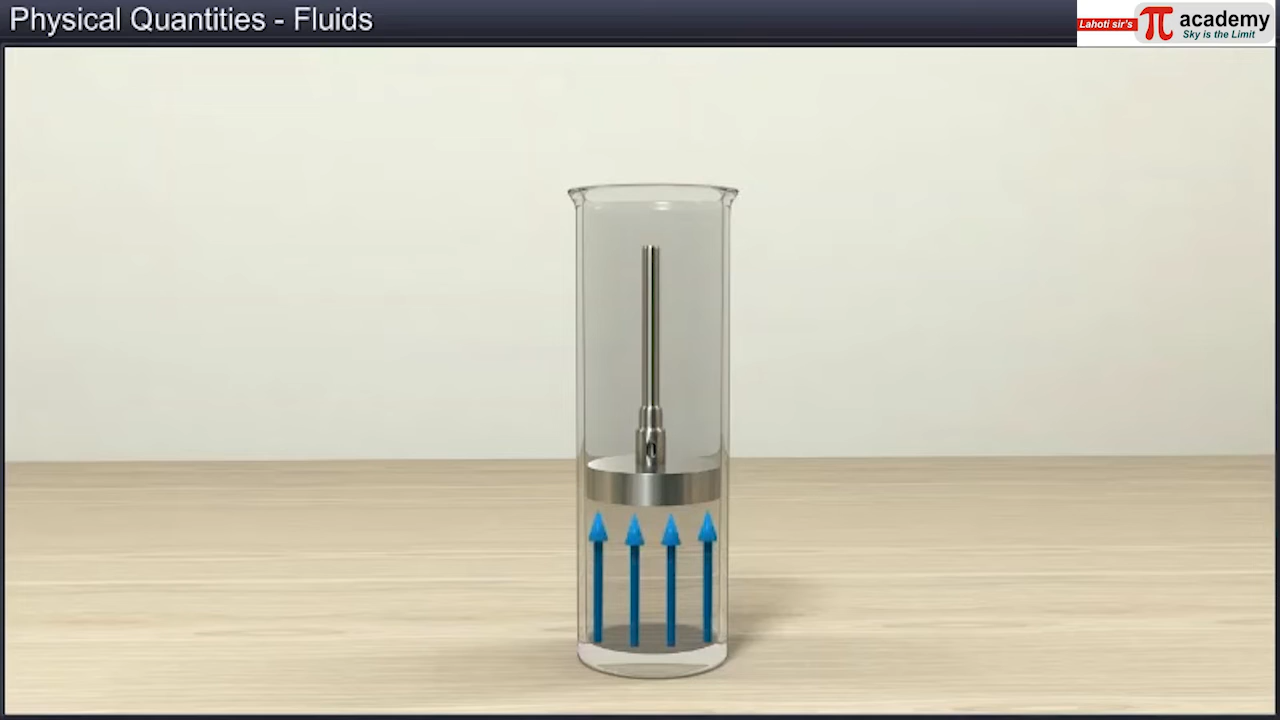 Physical Quantities - Fluids
Lahoti sir's
π academy
Sky is the Limit